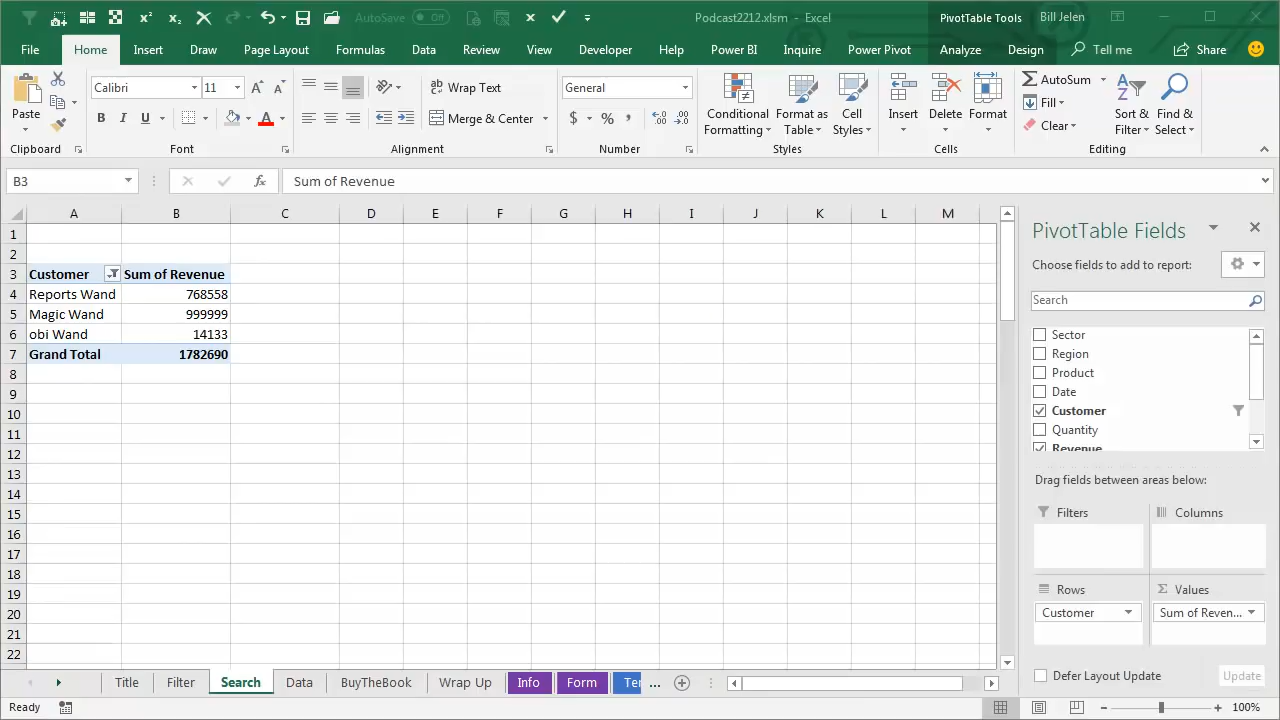 AutoSave Off Podcast2212.xlsm - Excel PivotTable Tools Bill Jelen
File Home Insert Draw Page Layout Formulas Data Review View Developer Help Power BI Inquire Power Pivot Analyze Design Tell me Share
Paste Calibri 11 Wrap Text General Conditional Formatting Format as Table Cell Styles Insert Delete Format AutoSum
B I U A Merge & Center $ % , Fill Sort & Filter Find & Select
Clear
Clipboard Font Alignment Number Styles Cells Editing
B3 fx Sum of Revenue
A B C D E F G H I J K L M
1
2
3 Customer Sum of Revenue
4 Reports Wand 768558
5 Magic Wand 999999
6 obi Wand 14133
7 Grand Total 1782690
8
9
10
11
12
13
14
15
16
17
18
19
20
21
22
PivotTable Fields
Choose fields to add to report:
Search
Sector
Region
Product
Date
Customer
Quantity
Revenue
Drag fields between areas below:
Filters Columns
Rows Values
Customer Sum of Reven...
Defer Layout Update Update
Title Filter Search Data BuyTheBook Wrap Up Info Form Ter ...
Ready 100%